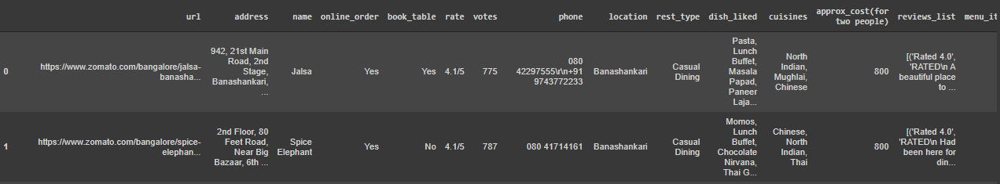 url address name online_order book_table rate votes phone location rest_type dish_liked cuisines approx_cost(for two people) reviews_list menu_it
0 https://www.zomato.com/bangalore/jalsa-banasha... 942, 21st Main Road, 2nd Stage, Banashankari, ... Jalsa Yes Yes 4.1/5 775 080 42297555\r\n+91 9743772233 Banashankari Casual Dining Pasta, Lunch Buffet, Masala Papad, Paneer Laja... North Indian, Mughlai, Chinese 800 [('Rated 4.0', 'RATED\n A beautiful place to ...
1 https://www.zomato.com/bangalore/spice-elephan... 2nd Floor, 80 Feet Road, Near Big Bazaar, 6th ... Spice Elephant Yes No 4.1/5 787 080 41714161 Banashankari Casual Dining Momos, Lunch Buffet, Chocolate Nirvana, Thai G... Chinese, North Indian, Thai 800 [('Rated 4.0', 'RATED\n Had been here for din...